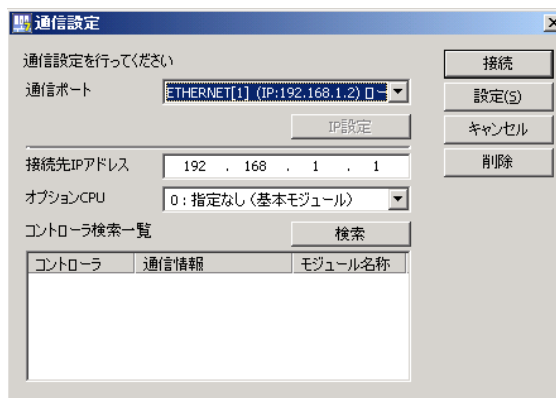 通信設定
通信設定を行ってください
接続
通信ポート
ETHERNET[1] (IP:192.168.1.2) ロー
設定(S)
IP設定
キャンセル
接続先IPアドレス
192 . 168 . 1 . 1
削除
オプションCPU
0:指定なし(基本モジュール)
コントローラ検索一覧
検索
コントローラ 通信情報 モジュール名称